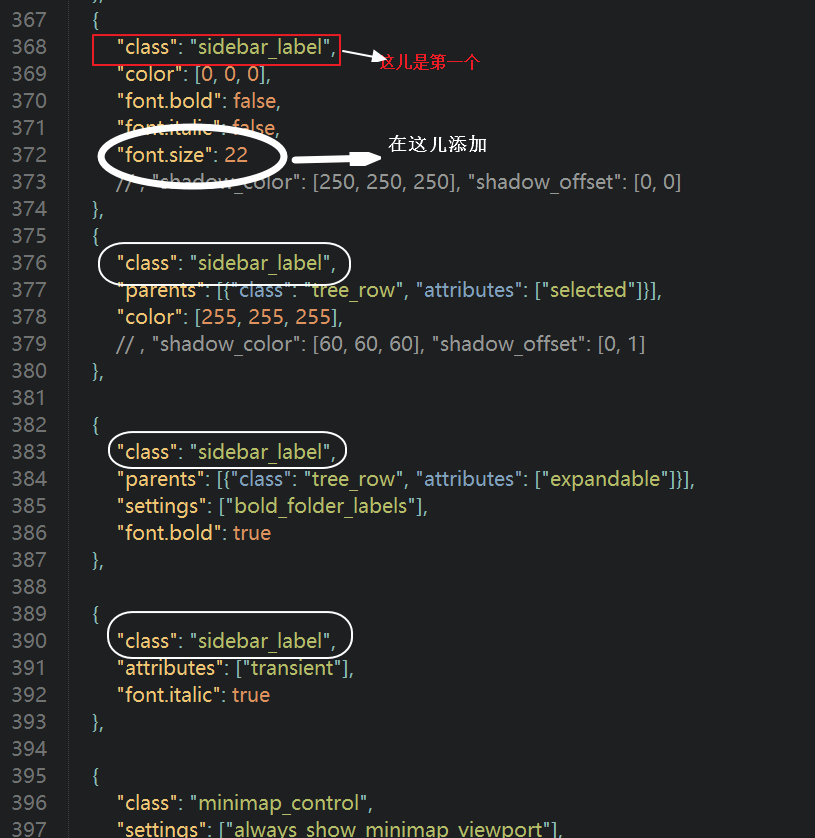 367 {
368 "class": "sidebar_label", 这儿是第一个
369 "color": [0, 0, 0],
370 "font.bold": false,
371 "font.italic": false,
372 "font.size": 22 在这儿添加
373 // , "shadow_color": [250, 250, 250], "shadow_offset": [0, 0]
374 },
375 {
376 "class": "sidebar_label",
377 "parents": [{"class": "tree_row", "attributes": ["selected"]}],
378 "color": [255, 255, 255],
379 // , "shadow_color": [60, 60, 60], "shadow_offset": [0, 1]
380 },
381
382 {
383 "class": "sidebar_label",
384 "parents": [{"class": "tree_row", "attributes": ["expandable"]}],
385 "settings": ["bold_folder_labels"],
386 "font.bold": true
387 },
388
389 {
390 "class": "sidebar_label",
391 "attributes": ["transient"],
392 "font.italic": true
393 },
394
395 {
396 "class": "minimap_control",
397 "settings": ["always_show_minimap_viewport"],